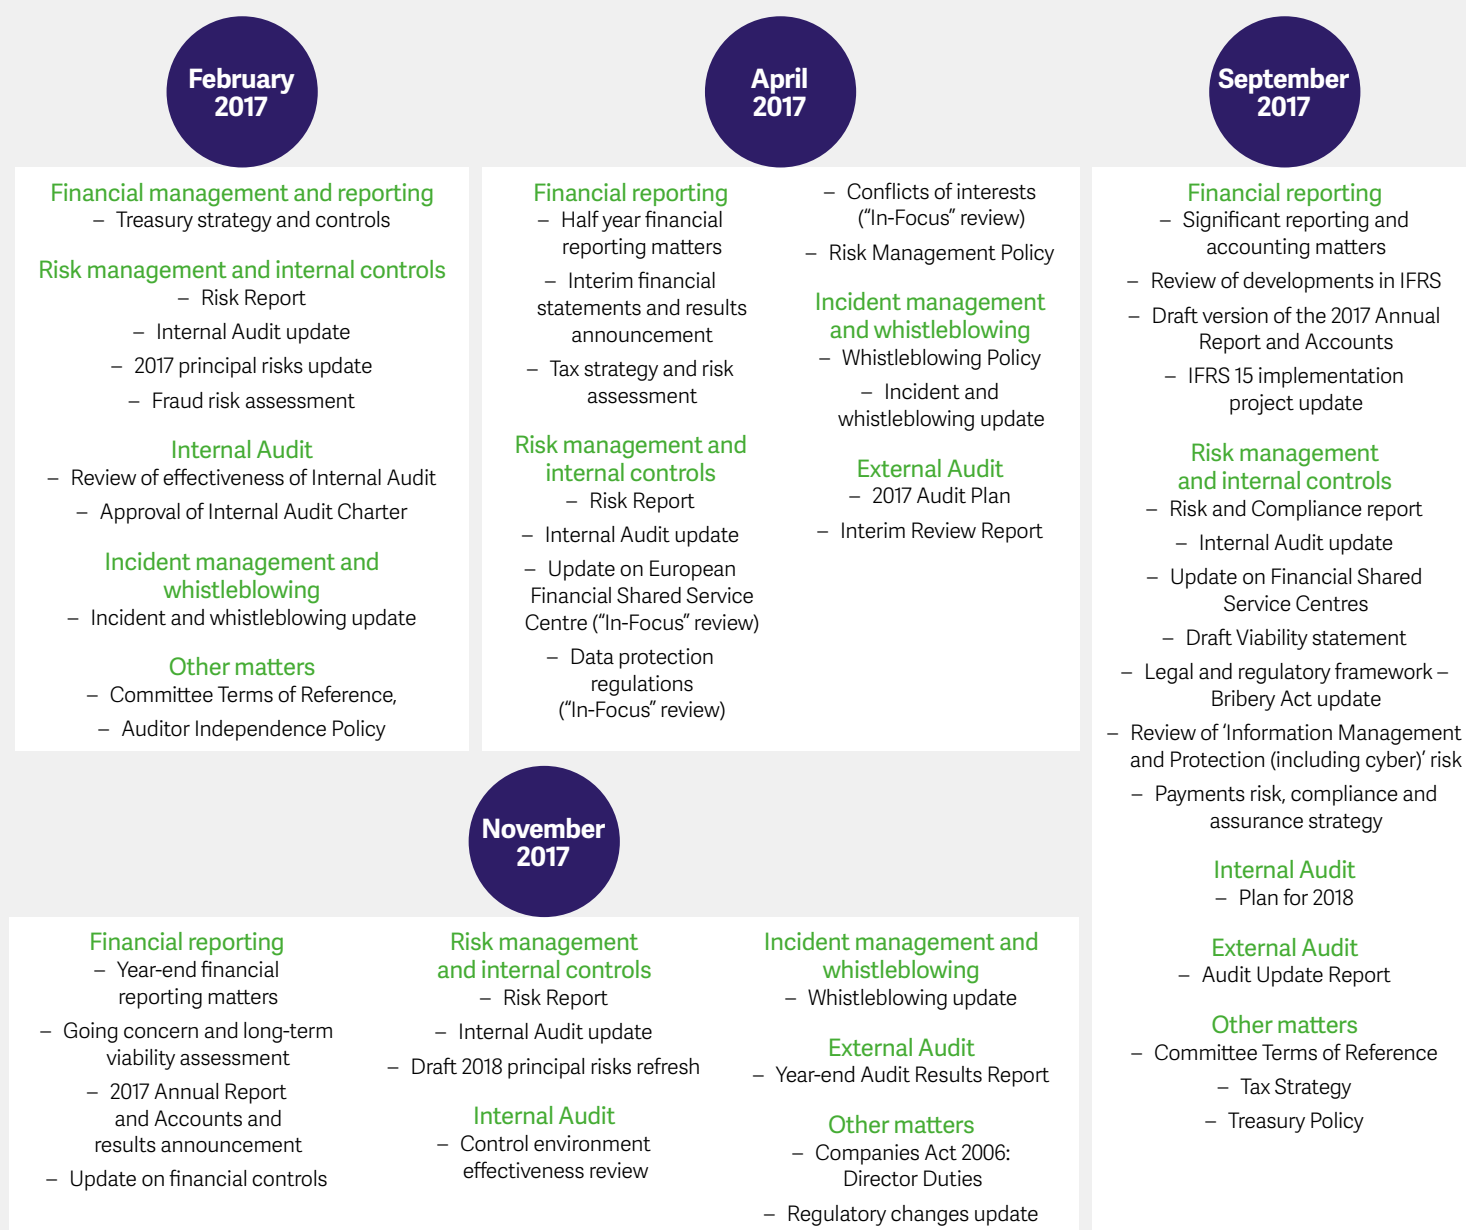 February
2017
Financial management and reporting
– Treasury strategy and controls
Risk management and internal controls
– Risk Report
– Internal Audit update
– 2017 principal risks update
– Fraud risk assessment
Internal Audit
– Review of effectiveness of Internal Audit
– Approval of Internal Audit Charter
Incident management and
whistleblowing
– Incident and whistleblowing update
Other matters
– Committee Terms of Reference,
– Auditor Independence Policy
April
2017
Financial reporting
– Half year financial
reporting matters
– Interim financial
statements and results
announcement
– Tax strategy and risk
assessment
Risk management and
internal controls
– Risk Report
– Internal Audit update
– Update on European
Financial Shared Service
Centre (“In-Focus” review)
– Data protection
regulations
(“In-Focus” review)
– Conflicts of interests
(“In-Focus” review)
– Risk Management Policy
Incident management
and whistleblowing
– Whistleblowing Policy
– Incident and
whistleblowing update
External Audit
– 2017 Audit Plan
– Interim Review Report
September
2017
Financial reporting
– Significant reporting and
accounting matters
– Review of developments in IFRS
– Draft version of the 2017 Annual
Report and Accounts
– IFRS 15 implementation
project update
Risk management
and internal controls
– Risk and Compliance report
– Internal Audit update
– Update on Financial Shared
Service Centres
– Draft Viability statement
– Legal and regulatory framework –
Bribery Act update
– Review of ‘Information Management
and Protection (including cyber)’ risk
– Payments risk, compliance and
assurance strategy
Internal Audit
– Plan for 2018
External Audit
– Audit Update Report
Other matters
– Committee Terms of Reference
– Tax Strategy
– Treasury Policy
November
2017
Financial reporting
– Year-end financial
reporting matters
– Going concern and long-term
viability assessment
– 2017 Annual Report
and Accounts and
results announcement
– Update on financial controls
Risk management
and internal controls
– Risk Report
– Internal Audit update
– Draft 2018 principal risks refresh
Internal Audit
– Control environment
effectiveness review
Incident management and
whistleblowing
– Whistleblowing update
External Audit
– Year-end Audit Results Report
Other matters
– Companies Act 2006:
Director Duties
– Regulatory changes update